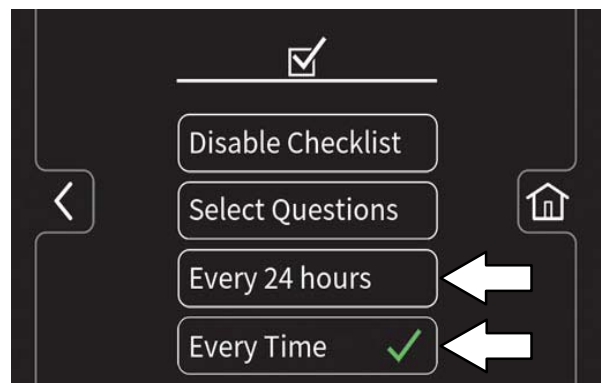 Disable Checklist
Select Questions
Every 24 hours
Every Time